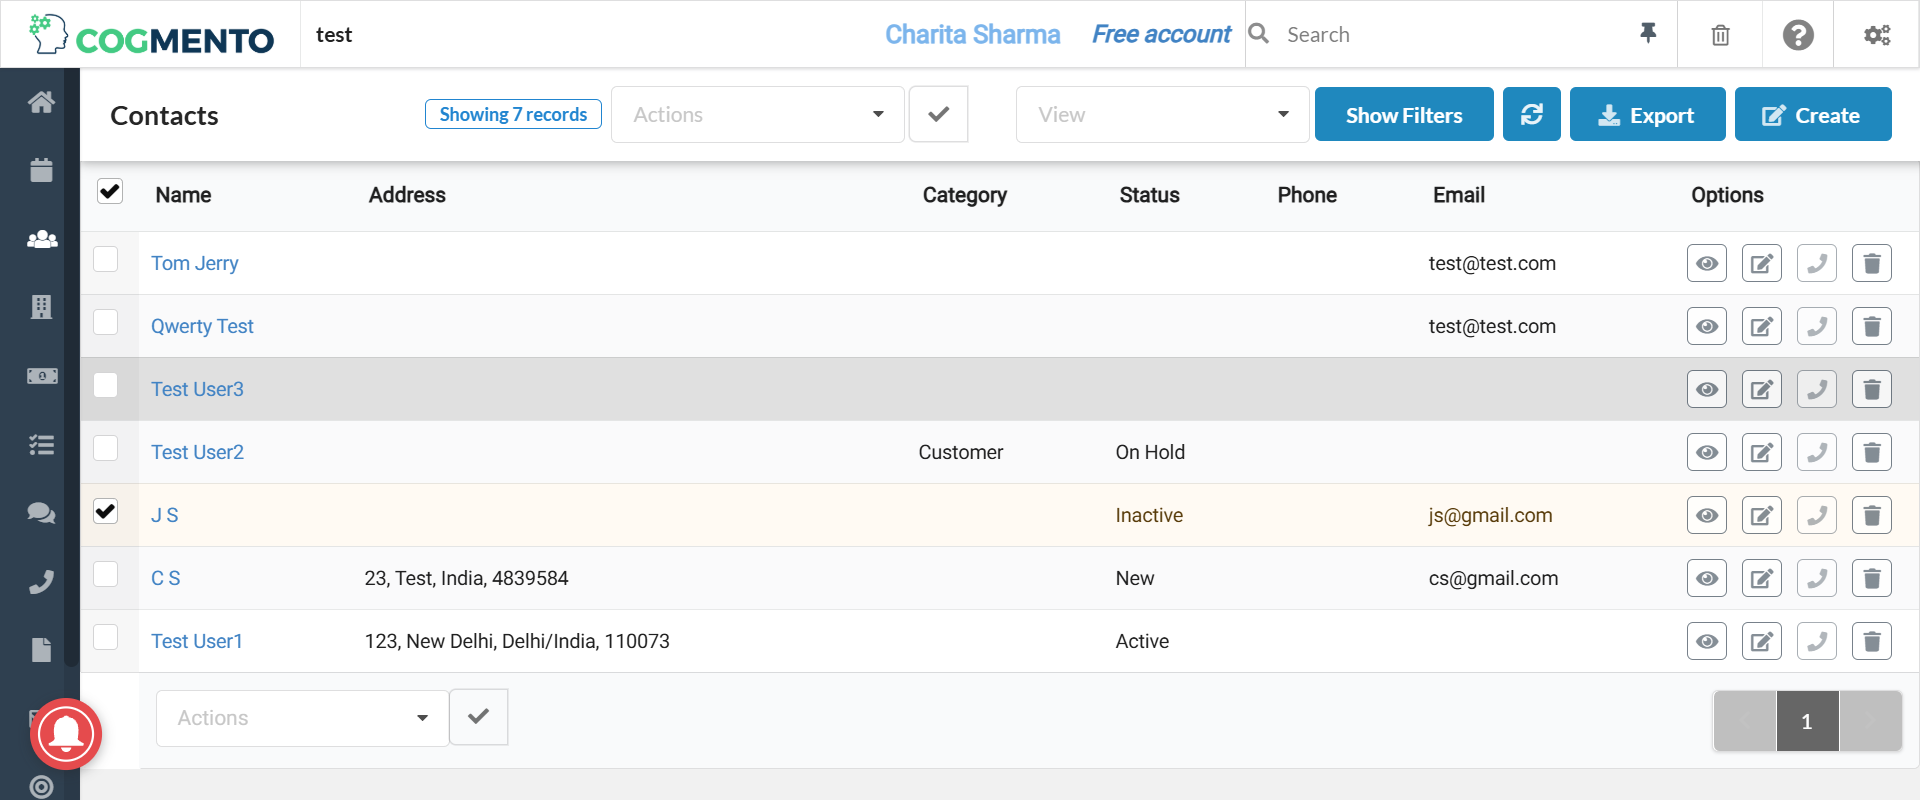 COGMENTO test Charita Sharma Free account Search
Contacts Showing 7 records Actions View Show Filters Export Create
Name Address Category Status Phone Email Options
Tom Jerry test@test.com
Qwerty Test test@test.com
Test User3
Test User2 Customer On Hold
J S Inactive js@gmail.com
C S 23, Test, India, 4839584 New cs@gmail.com
Test User1 123, New Delhi, Delhi/India, 110073 Active
Actions 1